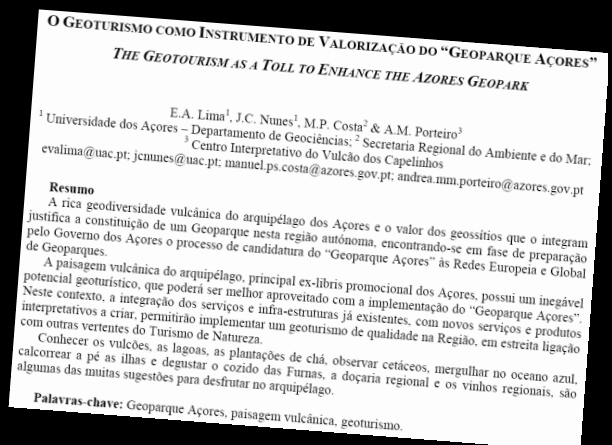 O GEOTURISMO COMO INSTRUMENTO DE VALORIZAÇÃO DO “GEOPARQUE AÇORES”
THE GEOTOURISM AS A TOLL TO ENHANCE THE AZORES GEOPARK
E.A. Lima1, J.C. Nunes1, M.P. Costa2 & A.M. Porteiro3
1 Universidade dos Açores – Departamento de Geociências; 2 Secretaria Regional do Ambiente e do Mar;
3 Centro Interpretativo do Vulcão dos Capelinhos
evalima@uac.pt; jcnunes@uac.pt; manuel.ps.costa@azores.gov.pt; andrea.mm.porteiro@azores.gov.pt
Resumo
A rica geodiversidade vulcânica do arquipélago dos Açores e o valor dos geossítios que o integram
justifica a constituição de um Geoparque nesta região autónoma, encontrando-se em fase de preparação
pelo Governo dos Açores o processo de candidatura do “Geoparque Açores” às Redes Europeia e Global
de Geoparques.
A paisagem vulcânica do arquipélago, principal ex-libris promocional dos Açores, possui um inegável
potencial geoturístico, que poderá ser melhor aproveitado com a implementação do “Geoparque Açores”.
Neste contexto, a integração dos serviços e infra-estruturas já existentes, com novos serviços e produtos
interpretativos a criar, permitirão implementar um geoturismo de qualidade na Região, em estreita ligação
com outras vertentes do Turismo de Natureza.
Conhecer os vulcões, as lagoas, as plantações de chá, observar cetáceos, mergulhar no oceano azul,
calcorrear a pé as ilhas e degustar o cozido das Furnas, a doçaria regional e os vinhos regionais, são
algumas das muitas sugestões para desfrutar no arquipélago.
Palavras-chave: Geoparque Açores, paisagem vulcânica, geoturismo.